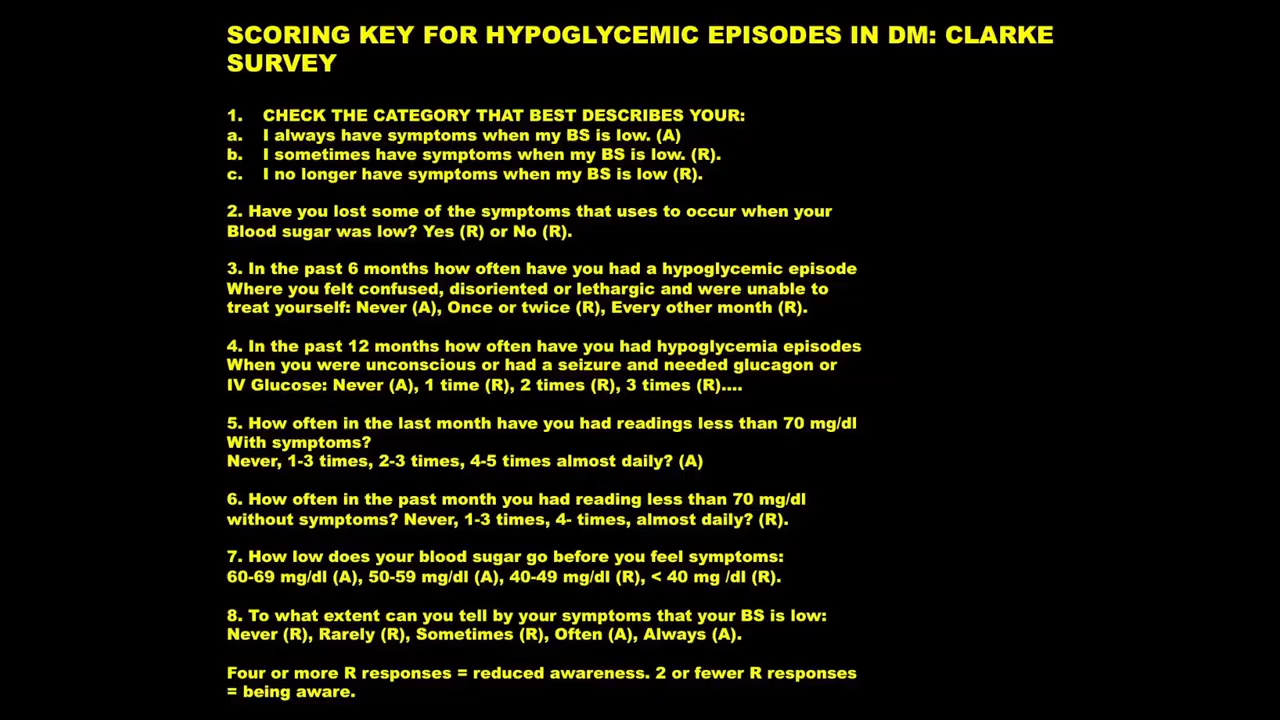 SCORING KEY FOR HYPOGLYCEMIC EPISODES IN DM: CLARKE
SURVEY
1. CHECK THE CATEGORY THAT BEST DESCRIBES YOUR:
a. I always have symptoms when my BS is low. (A)
b. I sometimes have symptoms when my BS is low. (R).
c. I no longer have symptoms when my BS is low (R).
2. Have you lost some of the symptoms that uses to occur when your
Blood sugar was low? Yes (R) or No (R).
3. In the past 6 months how often have you had a hypoglycemic episode
Where you felt confused, disoriented or lethargic and were unable to
treat yourself: Never (A), Once or twice (R), Every other month (R).
4. In the past 12 months how often have you had hypoglycemia episodes
When you were unconscious or had a seizure and needed glucagon or
IV Glucose: Never (A), 1 time (R), 2 times (R), 3 times (R)....
5. How often in the last month have you had readings less than 70 mg/dl
With symptoms?
Never, 1-3 times, 2-3 times, 4-5 times almost daily? (A)
6. How often in the past month you had reading less than 70 mg/dl
without symptoms? Never, 1-3 times, 4- times, almost daily? (R).
7. How low does your blood sugar go before you feel symptoms:
60-69 mg/dl (A), 50-59 mg/dl (A), 40-49 mg/dl (R), < 40 mg /dl (R).
8. To what extent can you tell by your symptoms that your BS is low:
Never (R), Rarely (R), Sometimes (R), Often (A), Always (A).
Four or more R responses = reduced awareness. 2 or fewer R responses
= being aware.